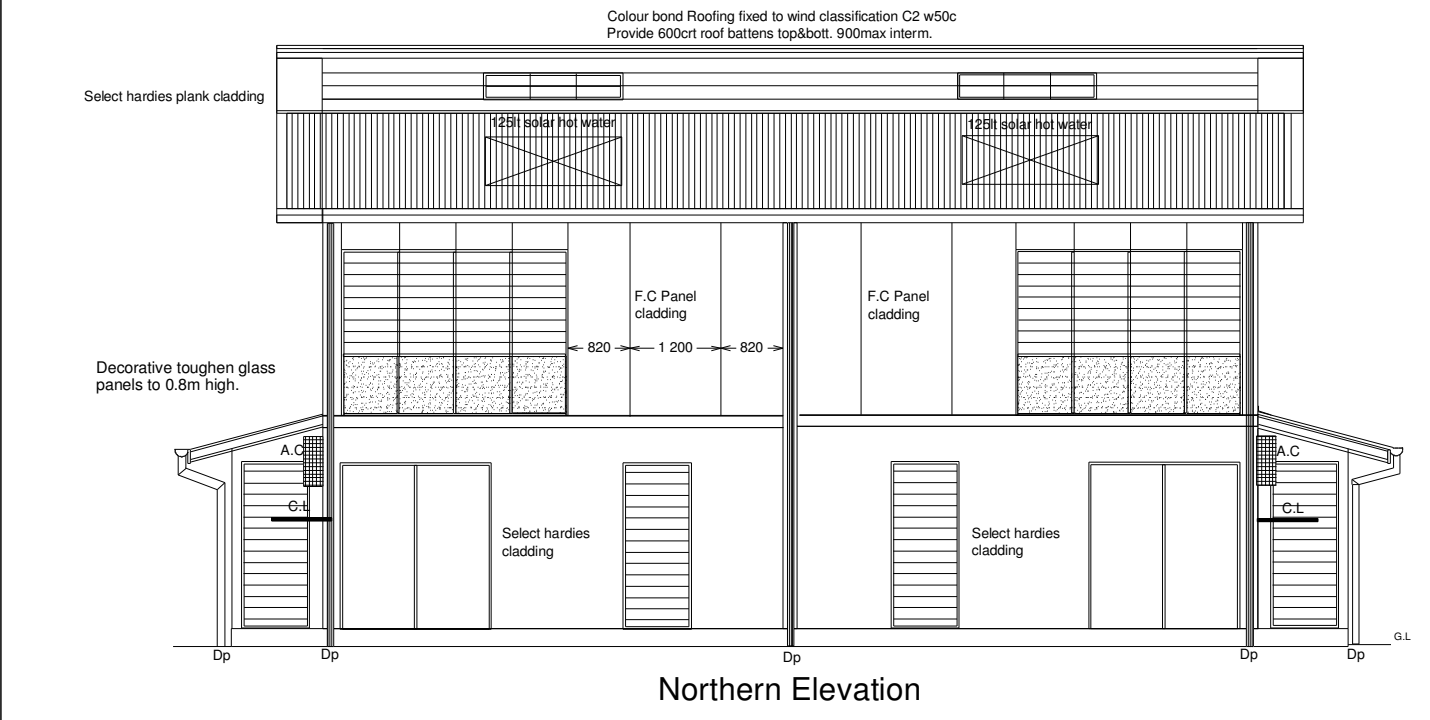 Colour bond Roofing fixed to wind classification C2 w50c
Provide 600crt roof battens top&bott. 900max interm.
Select hardies plank cladding
125lt solar hot water
125lt solar hot water
F.C Panel
cladding
F.C Panel
cladding
820
1 200
820
Decorative toughen glass
panels to 0.8m high.
A.C
A.C
C.L
C.L
Select hardies
cladding
Select hardies
cladding
G.L
Dp
Dp
Dp
Dp
Dp
Northern Elevation